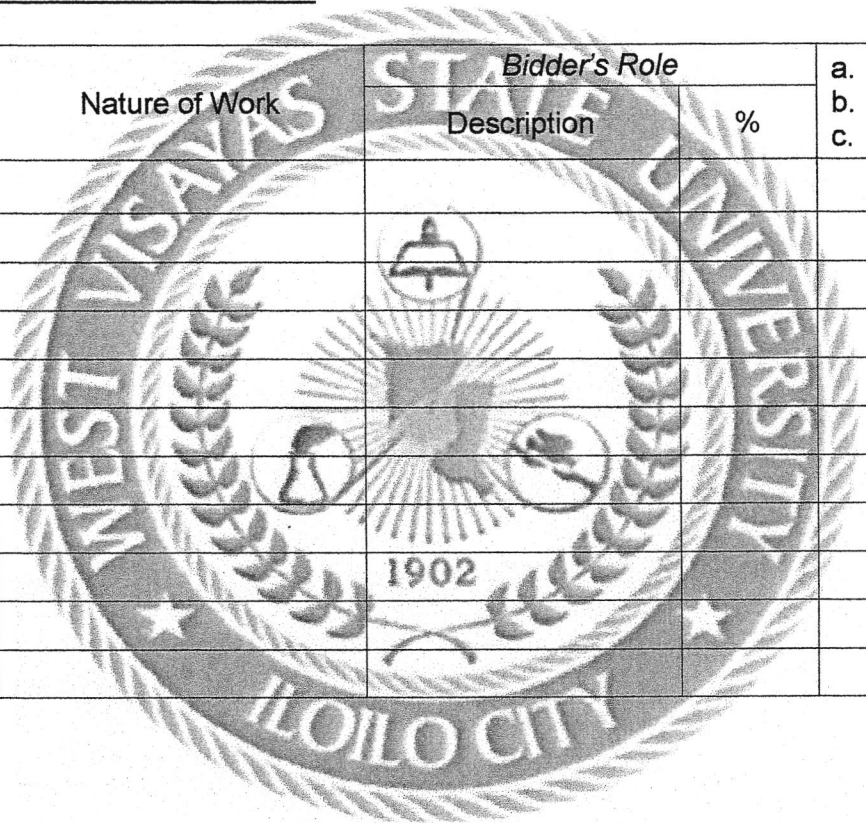 Bidder's Role
a.
Nature of Work
b.
Description
%
c.
WEST VISAYAS STATE UNIVERSITY
1902
ILOILO CITY